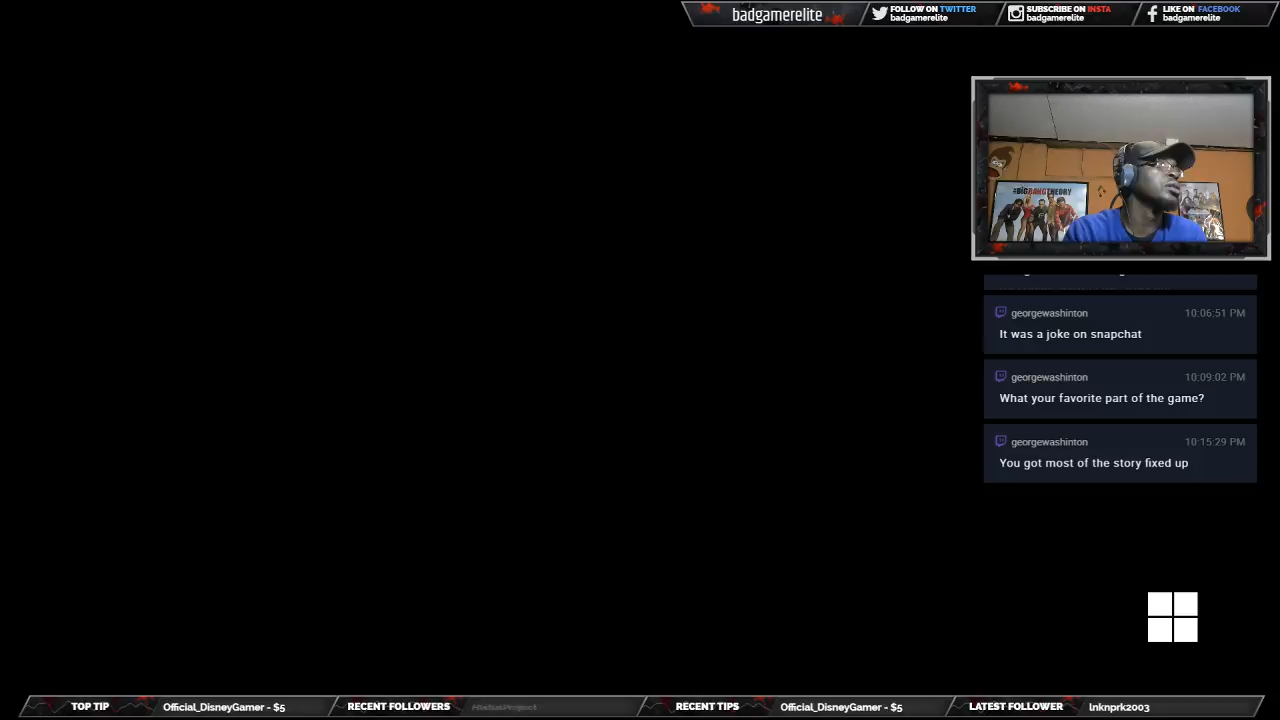 badgamerelite
FOLLOW ON TWITTER
badgamerelite
SUBSCRIBE ON INSTA
badgamerelite
LIKE ON FACEBOOK
badgamerelite
BIGBANGTHEORY
georgewashinton 10:06:51 PM
It was a joke on snapchat
georgewashinton 10:09:02 PM
What your favorite part of the game?
georgewashinton 10:15:29 PM
You got most of the story fixed up
TOP TIP Official_DisneyGamer - $5 RECENT FOLLOWERS RECENT TIPS Official_DisneyGamer - $5 LATEST FOLLOWER lnknprk2003